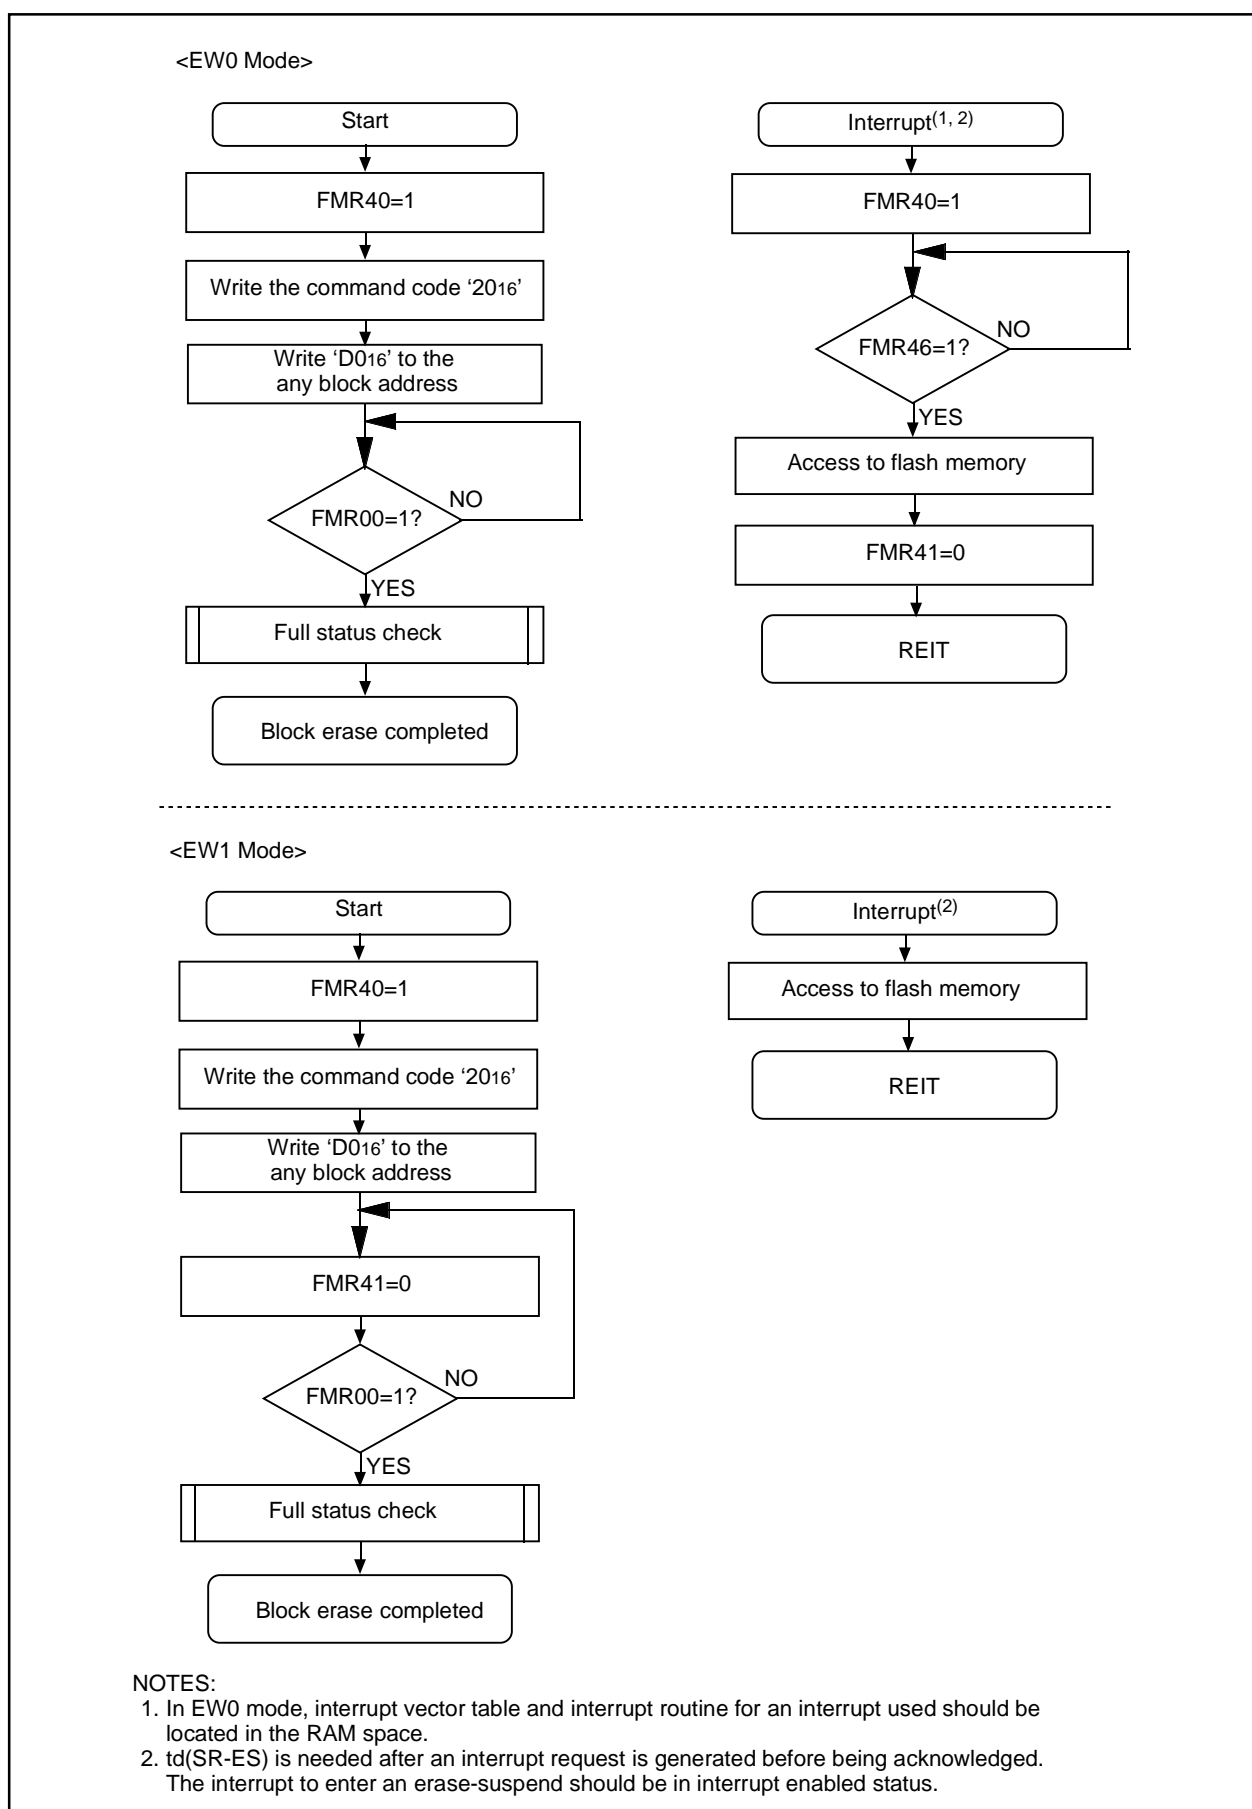 <EW0 Mode>
Start
FMR40=1
Write the command code ‘2016’
Write ‘D016’ to the
any block address
FMR00=1?
NO
YES
Full status check
Block erase completed
Interrupt(1, 2)
FMR40=1
FMR46=1?
NO
YES
Access to flash memory
FMR41=0
REIT
<EW1 Mode>
Start
FMR40=1
Write the command code ‘2016’
Write ‘D016’ to the
any block address
FMR41=0
FMR00=1?
NO
YES
Full status check
Block erase completed
Interrupt(2)
Access to flash memory
REIT
NOTES:
1. In EW0 mode, interrupt vector table and interrupt routine for an interrupt used should be
located in the RAM space.
2. td(SR-ES) is needed after an interrupt request is generated before being acknowledged.
The interrupt to enter an erase-suspend should be in interrupt enabled status.